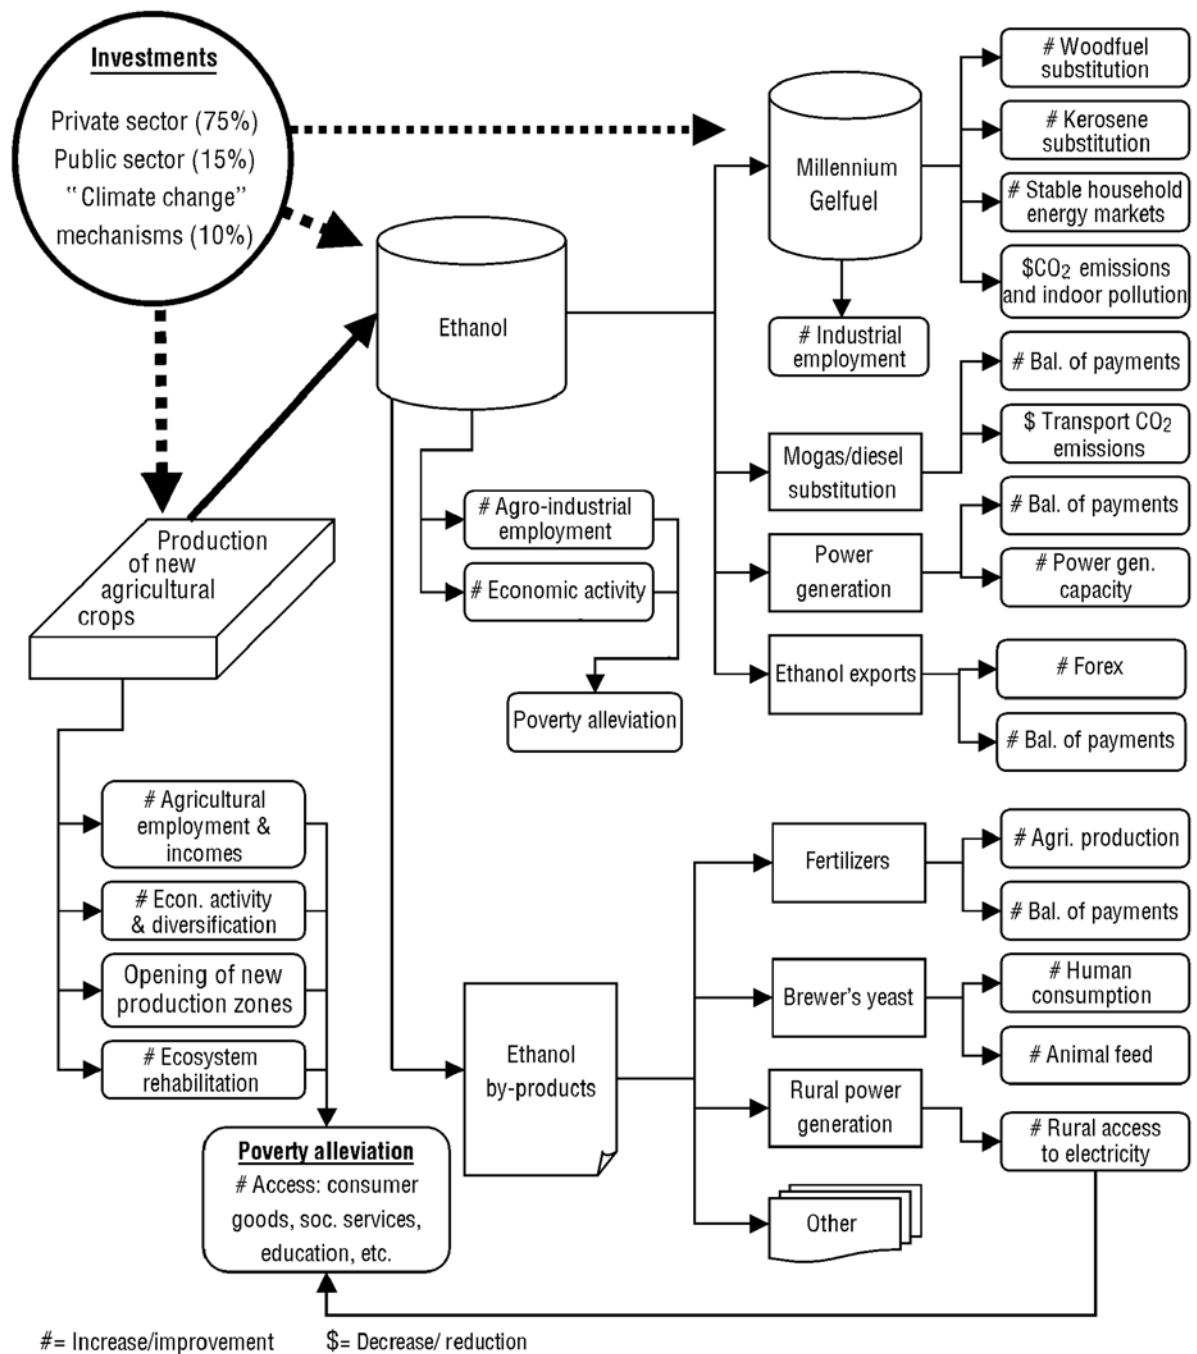 Investments
Private sector (75%)
Public sector (15%)
"Climate change"
mechanisms (10%)
Ethanol
Production
of new
agricultural
crops
Millennium
Gelfuel
# Industrial
employment
# Woodfuel
substitution
# Kerosene
substitution
# Stable household
energy markets
$CO2 emissions
and indoor pollution
Mogas/diesel
substitution
# Bal. of payments
$ Transport CO2
emissions
Power
generation
# Bal. of payments
# Power gen.
capacity
Ethanol exports
# Forex
# Bal. of payments
# Agro-industrial
employment
# Economic activity
Poverty alleviation
# Agricultural
employment &
incomes
# Econ. activity
& diversification
Opening of new
production zones
# Ecosystem
rehabilitation
Poverty alleviation
# Access: consumer
goods, soc. services,
education, etc.
Ethanol
by-products
Fertilizers
# Agri. production
# Bal. of payments
Brewer's yeast
# Human
consumption
# Animal feed
Rural power
generation
# Rural access
to electricity
Other
#= Increase/improvement
$= Decrease/ reduction